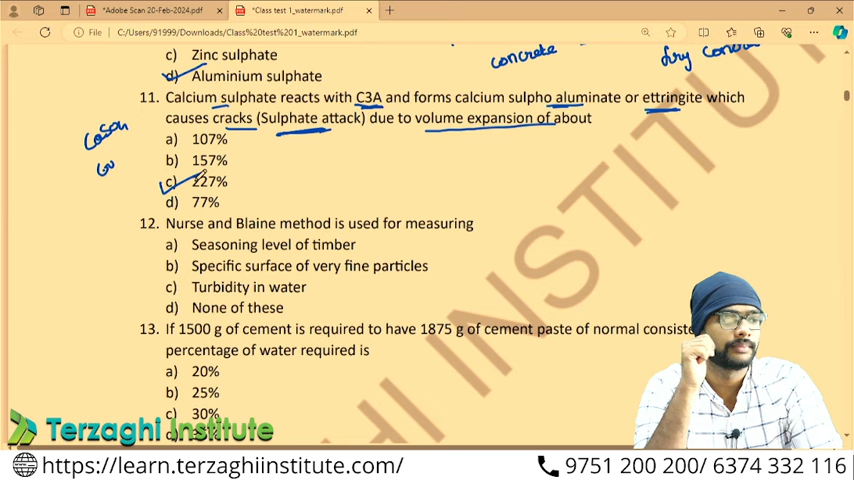 *Adobe Scan 20-Feb-2024.pdf
*Class test 1_watermark.pdf
File
C:/Users/91999/Downloads/Class%20test%201_watermark.pdf
c) Zinc sulphate
concrete
dry
d) Aluminium sulphate
11. Calcium sulphate reacts with C3A and forms calcium sulpho aluminate or ettringite which
causes cracks (Sulphate attack) due to volume expansion of about
a) 107%
b) 157%
c) 227%
d) 77%
12. Nurse and Blaine method is used for measuring
a) Seasoning level of timber
b) Specific surface of very fine particles
c) Turbidity in water
d) None of these
13. If 1500 g of cement is required to have 1875 g of cement paste of normal
percentage of water required is
a) 20%
b) 25%
c) 30%
Terzaghi Institute
https://learn.terzaghiinstitute.com/
9751 200 200/ 6374 332 116